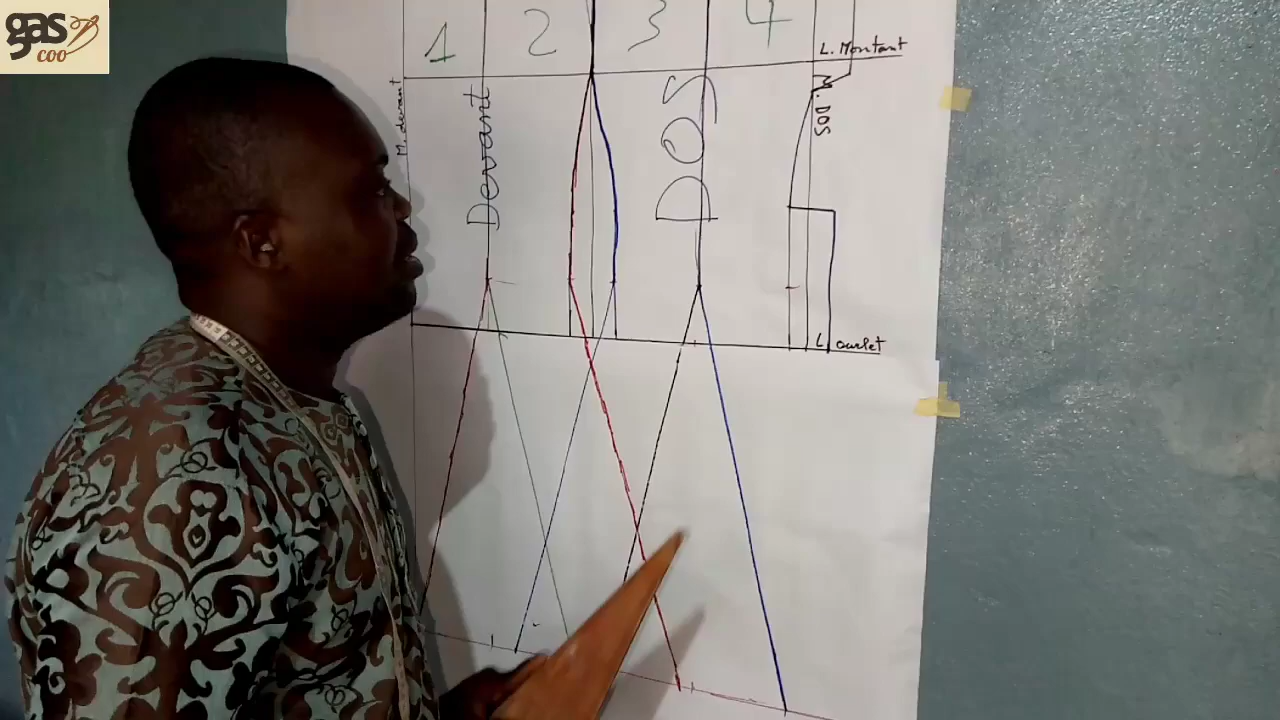 gas
coo
1 2 3 4
L. Montant
M. devant
Devant
DOS
M. DOS
L. ourlet